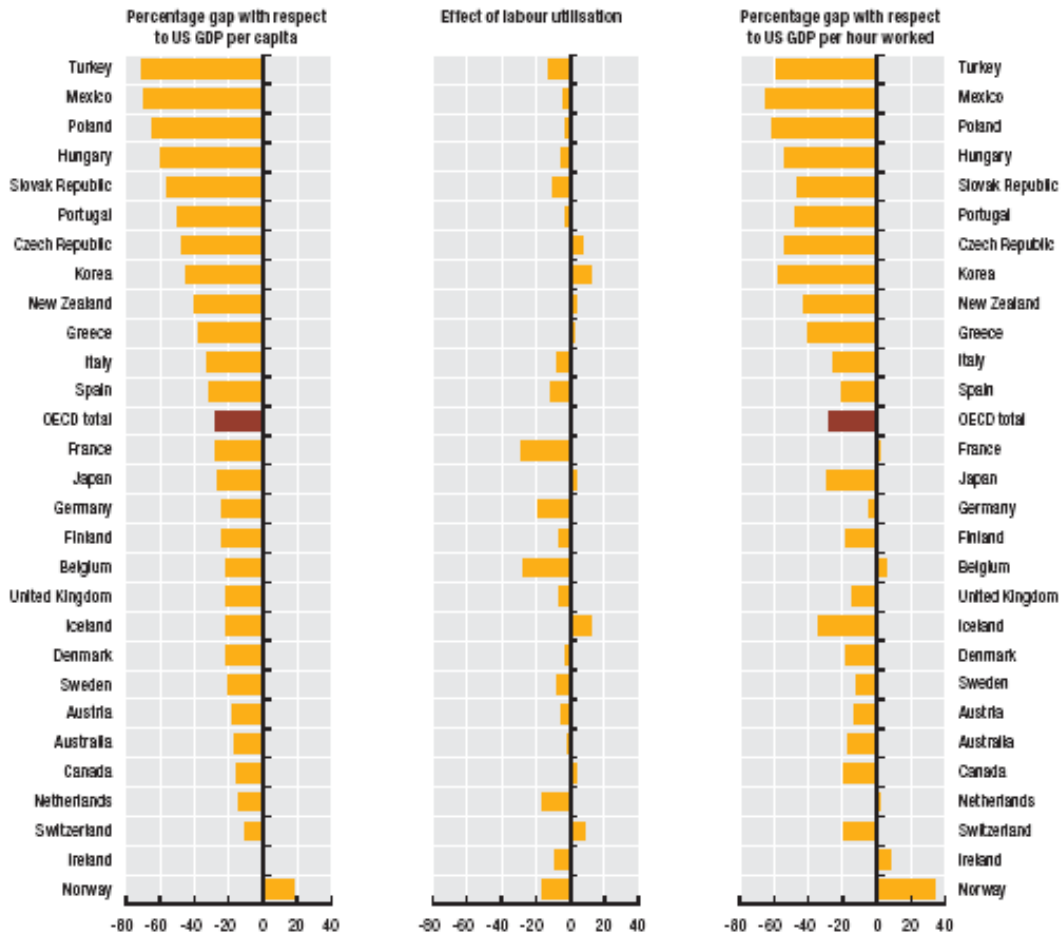 Percentage gap with respect
to US GDP per capita
Effect of labour utilisation
Percentage gap with respect
to US GDP per hour worked
Turkey
Turkey
Mexico
Mexico
Poland
Poland
Hungary
Hungary
Slovak Republic
Slovak Republic
Portugal
Portugal
Czech Republic
Czech Republic
Korea
Korea
New Zealand
New Zealand
Greece
Greece
Italy
Italy
Spain
Spain
OECD total
OECD total
France
France
Japan
Japan
Germany
Germany
Finland
Finland
Belgium
Belgium
United Kingdom
United Kingdom
Iceland
Iceland
Denmark
Denmark
Sweden
Sweden
Austria
Austria
Australia
Australia
Canada
Canada
Netherlands
Netherlands
Switzerland
Switzerland
Ireland
Ireland
Norway
Norway
-80 -60 -40 -20 0 20 40
-80 -60 -40 -20 0 20 40
-80 -60 -40 -20 0 20 40